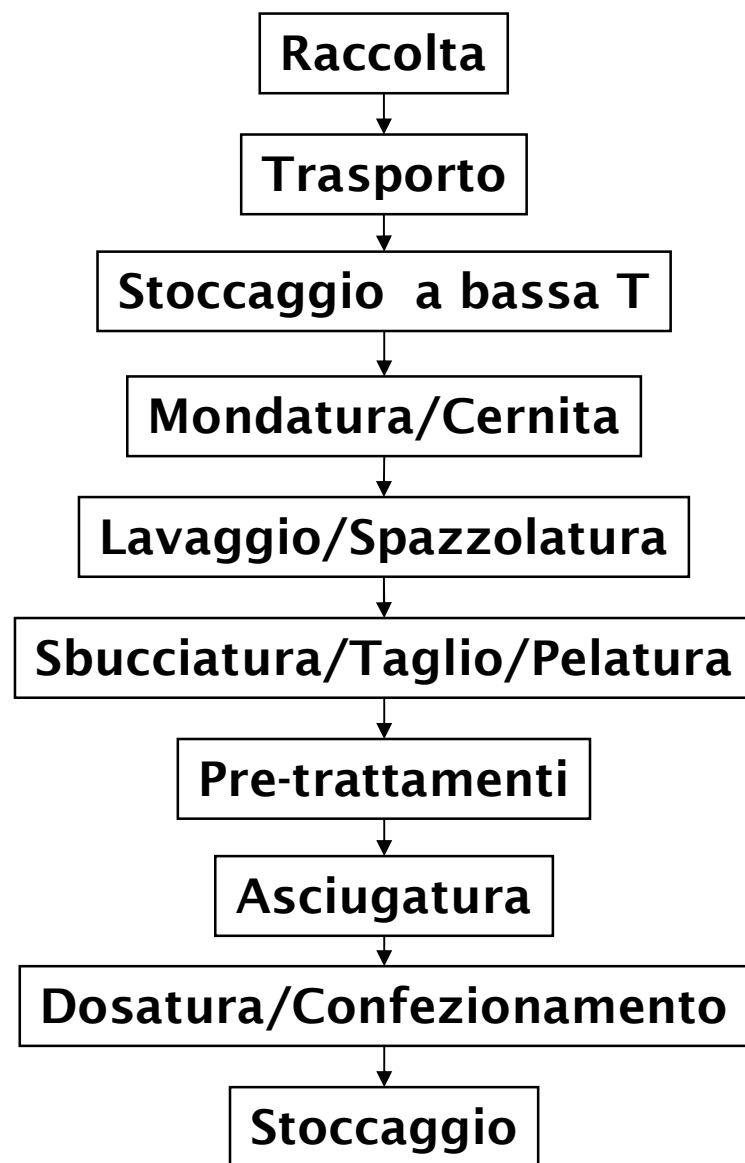 Raccolta
Trasporto
Stoccaggio a bassa T
Mondatura/Cernita
Lavaggio/Spazzolatura
Sbucciatura/Taglio/Pelatura
Pre-trattamenti
Asciugatura
Dosatura/Confezionamento
Stoccaggio